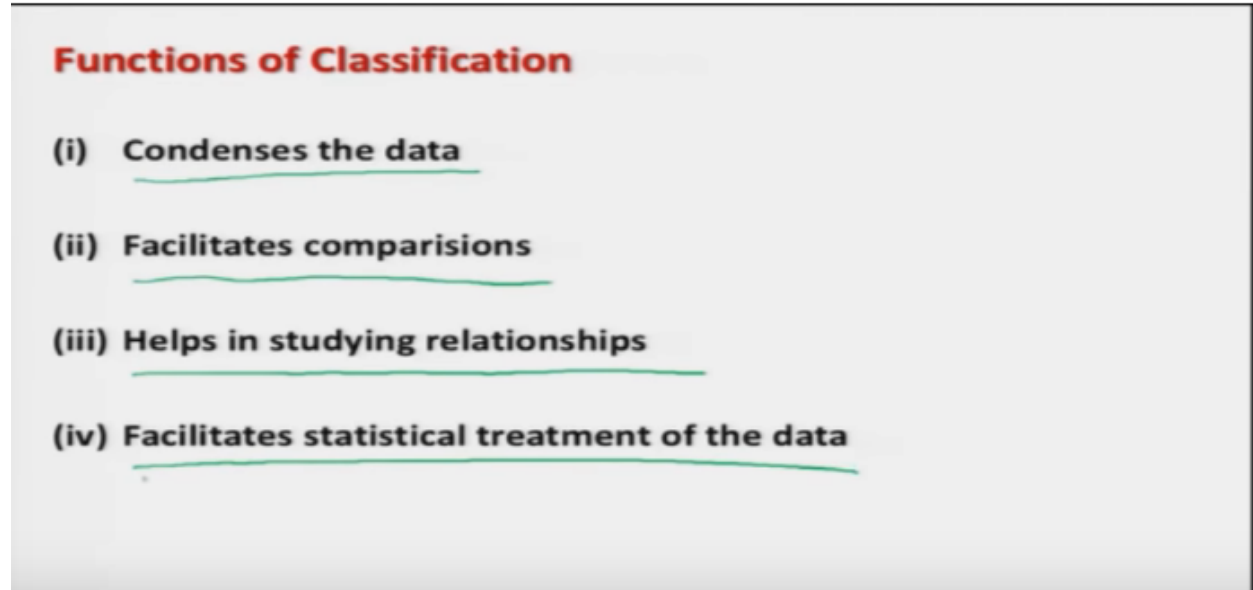 Functions of Classification
(i) Condenses the data
(ii) Facilitates comparisions
(iii) Helps in studying relationships
(iv) Facilitates statistical treatment of the data